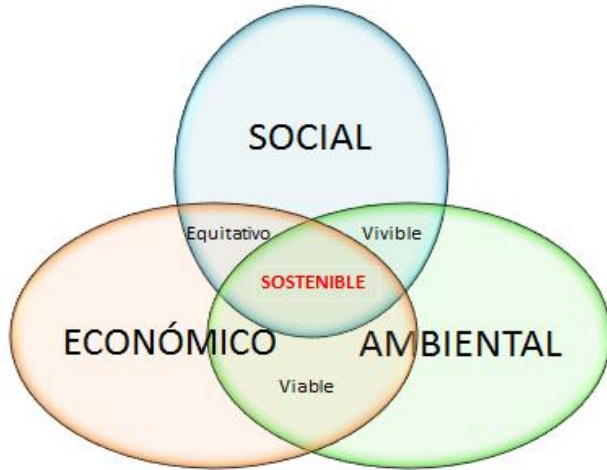 SOCIAL
Equitativo
Vivible
SOSTENIBLE
ECONÓMICO
AMBIENTAL
Viable